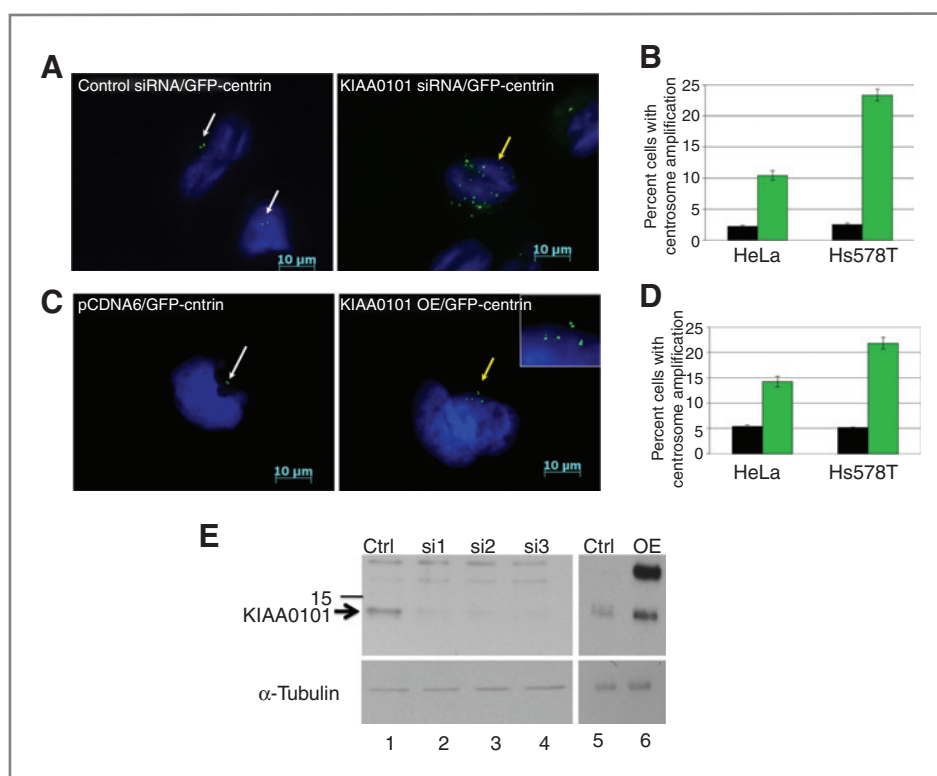 A
Control siRNA/GFP-centrin
10 µm
KIAA0101 siRNA/GFP-centrin
10 µm
B
Percent cells with
centrosome amplification
25
20
15
10
5
0
HeLa
Hs578T
C
pCDNA6/GFP-cntrin
10 µm
KIAA0101 OE/GFP-centrin
10 µm
D
Percent cells with
centrosome amplification
25
20
15
10
5
0
HeLa
Hs578T
E
Ctrl si1 si2 si3 Ctrl OE
15
KIAA0101
α-Tubulin
1 2 3 4 5 6